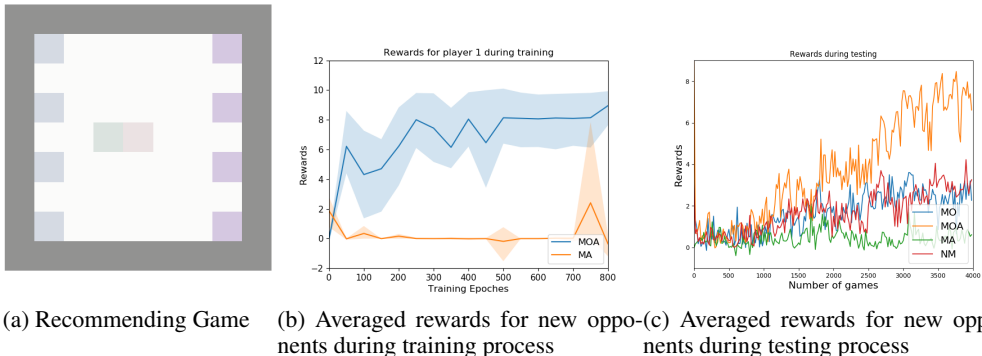 Rewards for player 1 during training
12
10
8
6
4
2
0
−2
Rewards
0 100 200 300 400 500 600 700 800
Training Epoches
MOA
MA
Rewards during testing
8
6
4
2
0
Rewards
0 500 1000 1500 2000 2500 3000 3500 4000
Number of games
MO
MOA
MA
NM
(a) Recommending Game
(b) Averaged rewards for new oppo-
nents during training process
(c) Averaged rewards for new opp
nents during testing process